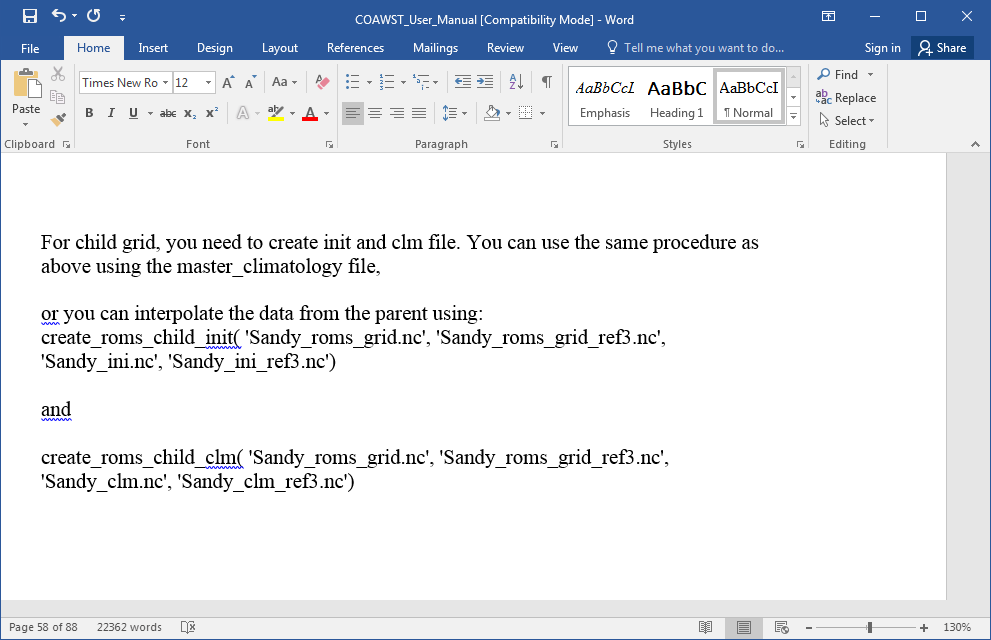 COAWST_User_Manual [Compatibility Mode] - Word
File Home Insert Design Layout References Mailings Review View Tell me what you want to do... Sign in Share
Times New Ro 12 Aa AaBbCcI AaBbC AaBbCcI Find
Paste Emphasis Heading 1 ¶ Normal Replace
B I U abc x₂ x² A ab A Select
Clipboard Font Paragraph Styles Editing
For child grid, you need to create init and clm file. You can use the same procedure as
above using the master_climatology file,
or you can interpolate the data from the parent using:
create_roms_child_init( 'Sandy_roms_grid.nc', 'Sandy_roms_grid_ref3.nc',
'Sandy_ini.nc', 'Sandy_ini_ref3.nc')
and
create_roms_child_clm( 'Sandy_roms_grid.nc', 'Sandy_roms_grid_ref3.nc',
'Sandy_clm.nc', 'Sandy_clm_ref3.nc')
Page 58 of 88 22362 words 130%